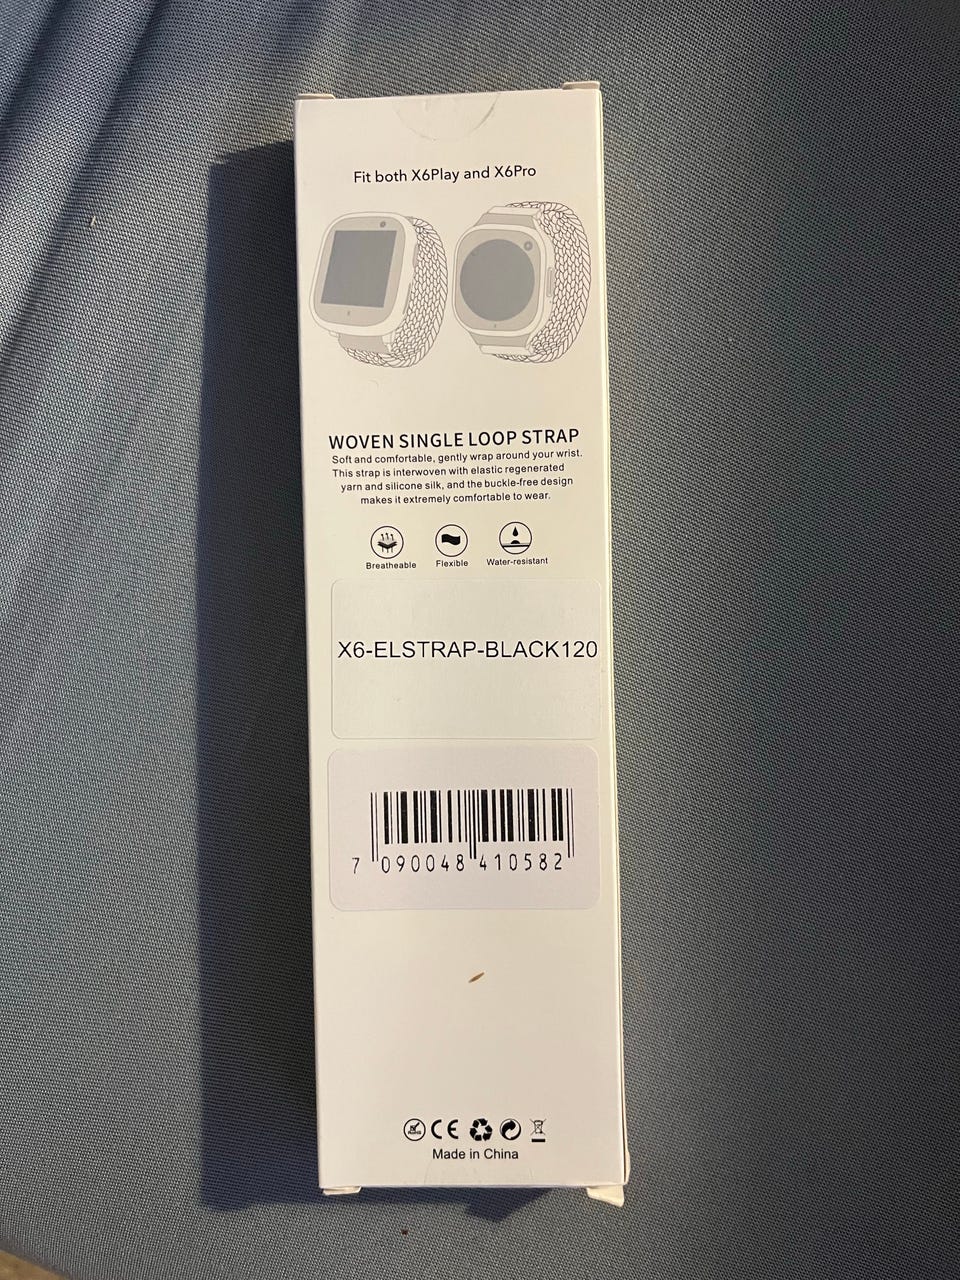 Fit both X6Play and X6Pro
WOVEN SINGLE LOOP STRAP
Soft and comfortable, gently wrap around your wrist.
This strap is interwoven with elastic regenerated
yarn and silicone silk, and the buckle-free design
makes it extremely comfortable to wear.
Breatheable Flexible Water-resistant
X6-ELSTRAP-BLACK120
7 090048 410582
RoHS CE
Made in China